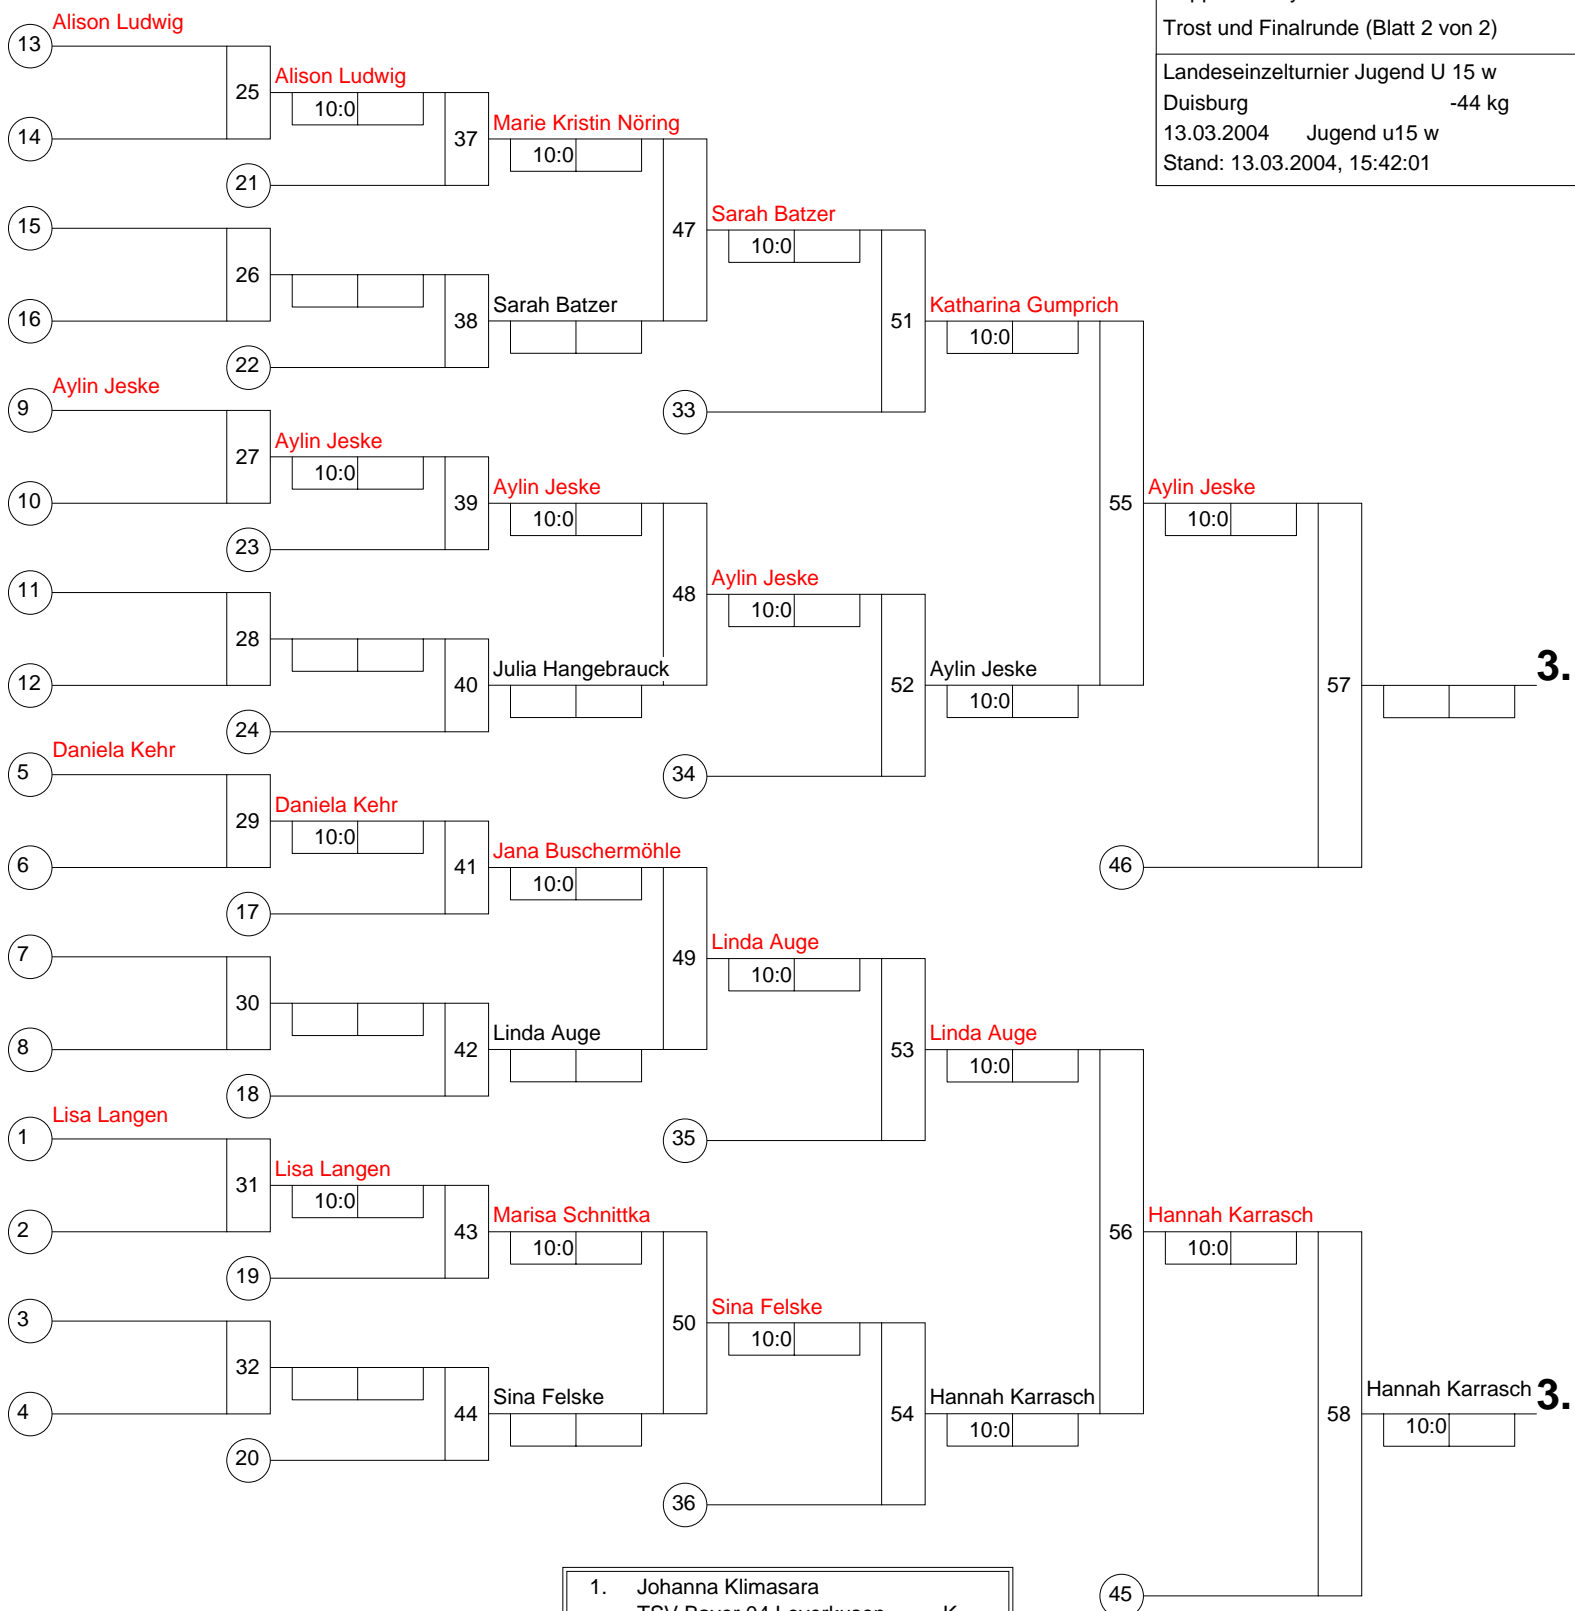 Trost und Finalrunde (Blatt 2 von 2)
Landeseinzelturnier Jugend U 15 w
Duisburg -44 kg
13.03.2004 Jugend u15 w
Stand: 13.03.2004, 15:42:01
Alison Ludwig
13
25
Alison Ludwig
10:0
14
37
Marie Kristin Nöring
10:0
21
15
47
Sarah Batzer
10:0
26
16
38
Sarah Batzer
51
Katharina Gumprich
10:0
22
Aylin Jeske
9
33
27
Aylin Jeske
10:0
10
39
Aylin Jeske
10:0
55
Aylin Jeske
10:0
23
11
48
Aylin Jeske
10:0
28
12
40
Julia Hangebrauck
52
Aylin Jeske
10:0
57
3.
24
Daniela Kehr
5
34
29
Daniela Kehr
10:0
6
41
Jana Buschermöhle
10:0
46
17
7
49
Linda Auge
10:0
30
8
42
Linda Auge
53
Linda Auge
10:0
18
Lisa Langen
1
35
31
Lisa Langen
10:0
2
43
Marisa Schnittka
10:0
56
Hannah Karrasch
10:0
19
3
50
Sina Felske
10:0
32
4
44
Sina Felske
54
Hannah Karrasch
10:0
58
Hannah Karrasch
3.
10:0
20
36
45
1. Johanna Klimasara